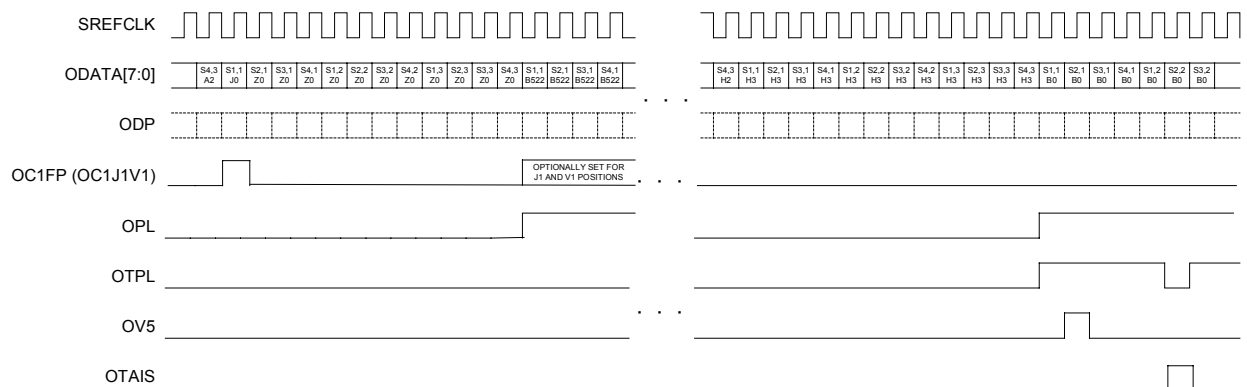 SREFCLK
ODATA[7:0]
S4,3 S1,1 S2,1 S3,1 S4,1 S1,2 S2,2 S3,2 S4,2 S1,3 S2,3 S3,3 S4,3 S1,1 S2,1 S3,1 S4,1
A2 J0 Z0 Z0 Z0 Z0 Z0 Z0 Z0 Z0 Z0 Z0 Z0 B522 B522 B522 B522
. . .
S4,3 S1,1 S2,1 S3,1 S4,1 S1,2 S2,2 S3,2 S4,2 S1,3 S2,3 S3,3 S4,3 S1,1 S2,1 S3,1 S4,1 S1,2 S2,2 S3,2
H2 H3 H3 H3 H3 H3 H3 H3 H3 H3 H3 H3 H3 B0 B0 B0 B0 B0 B0 B0
ODP
OC1FP (OC1J1V1)
OPTIONALLY SET FOR
J1 AND V1 POSITIONS
. . .
OPL
OTPL
OV5
. . .
OTAIS